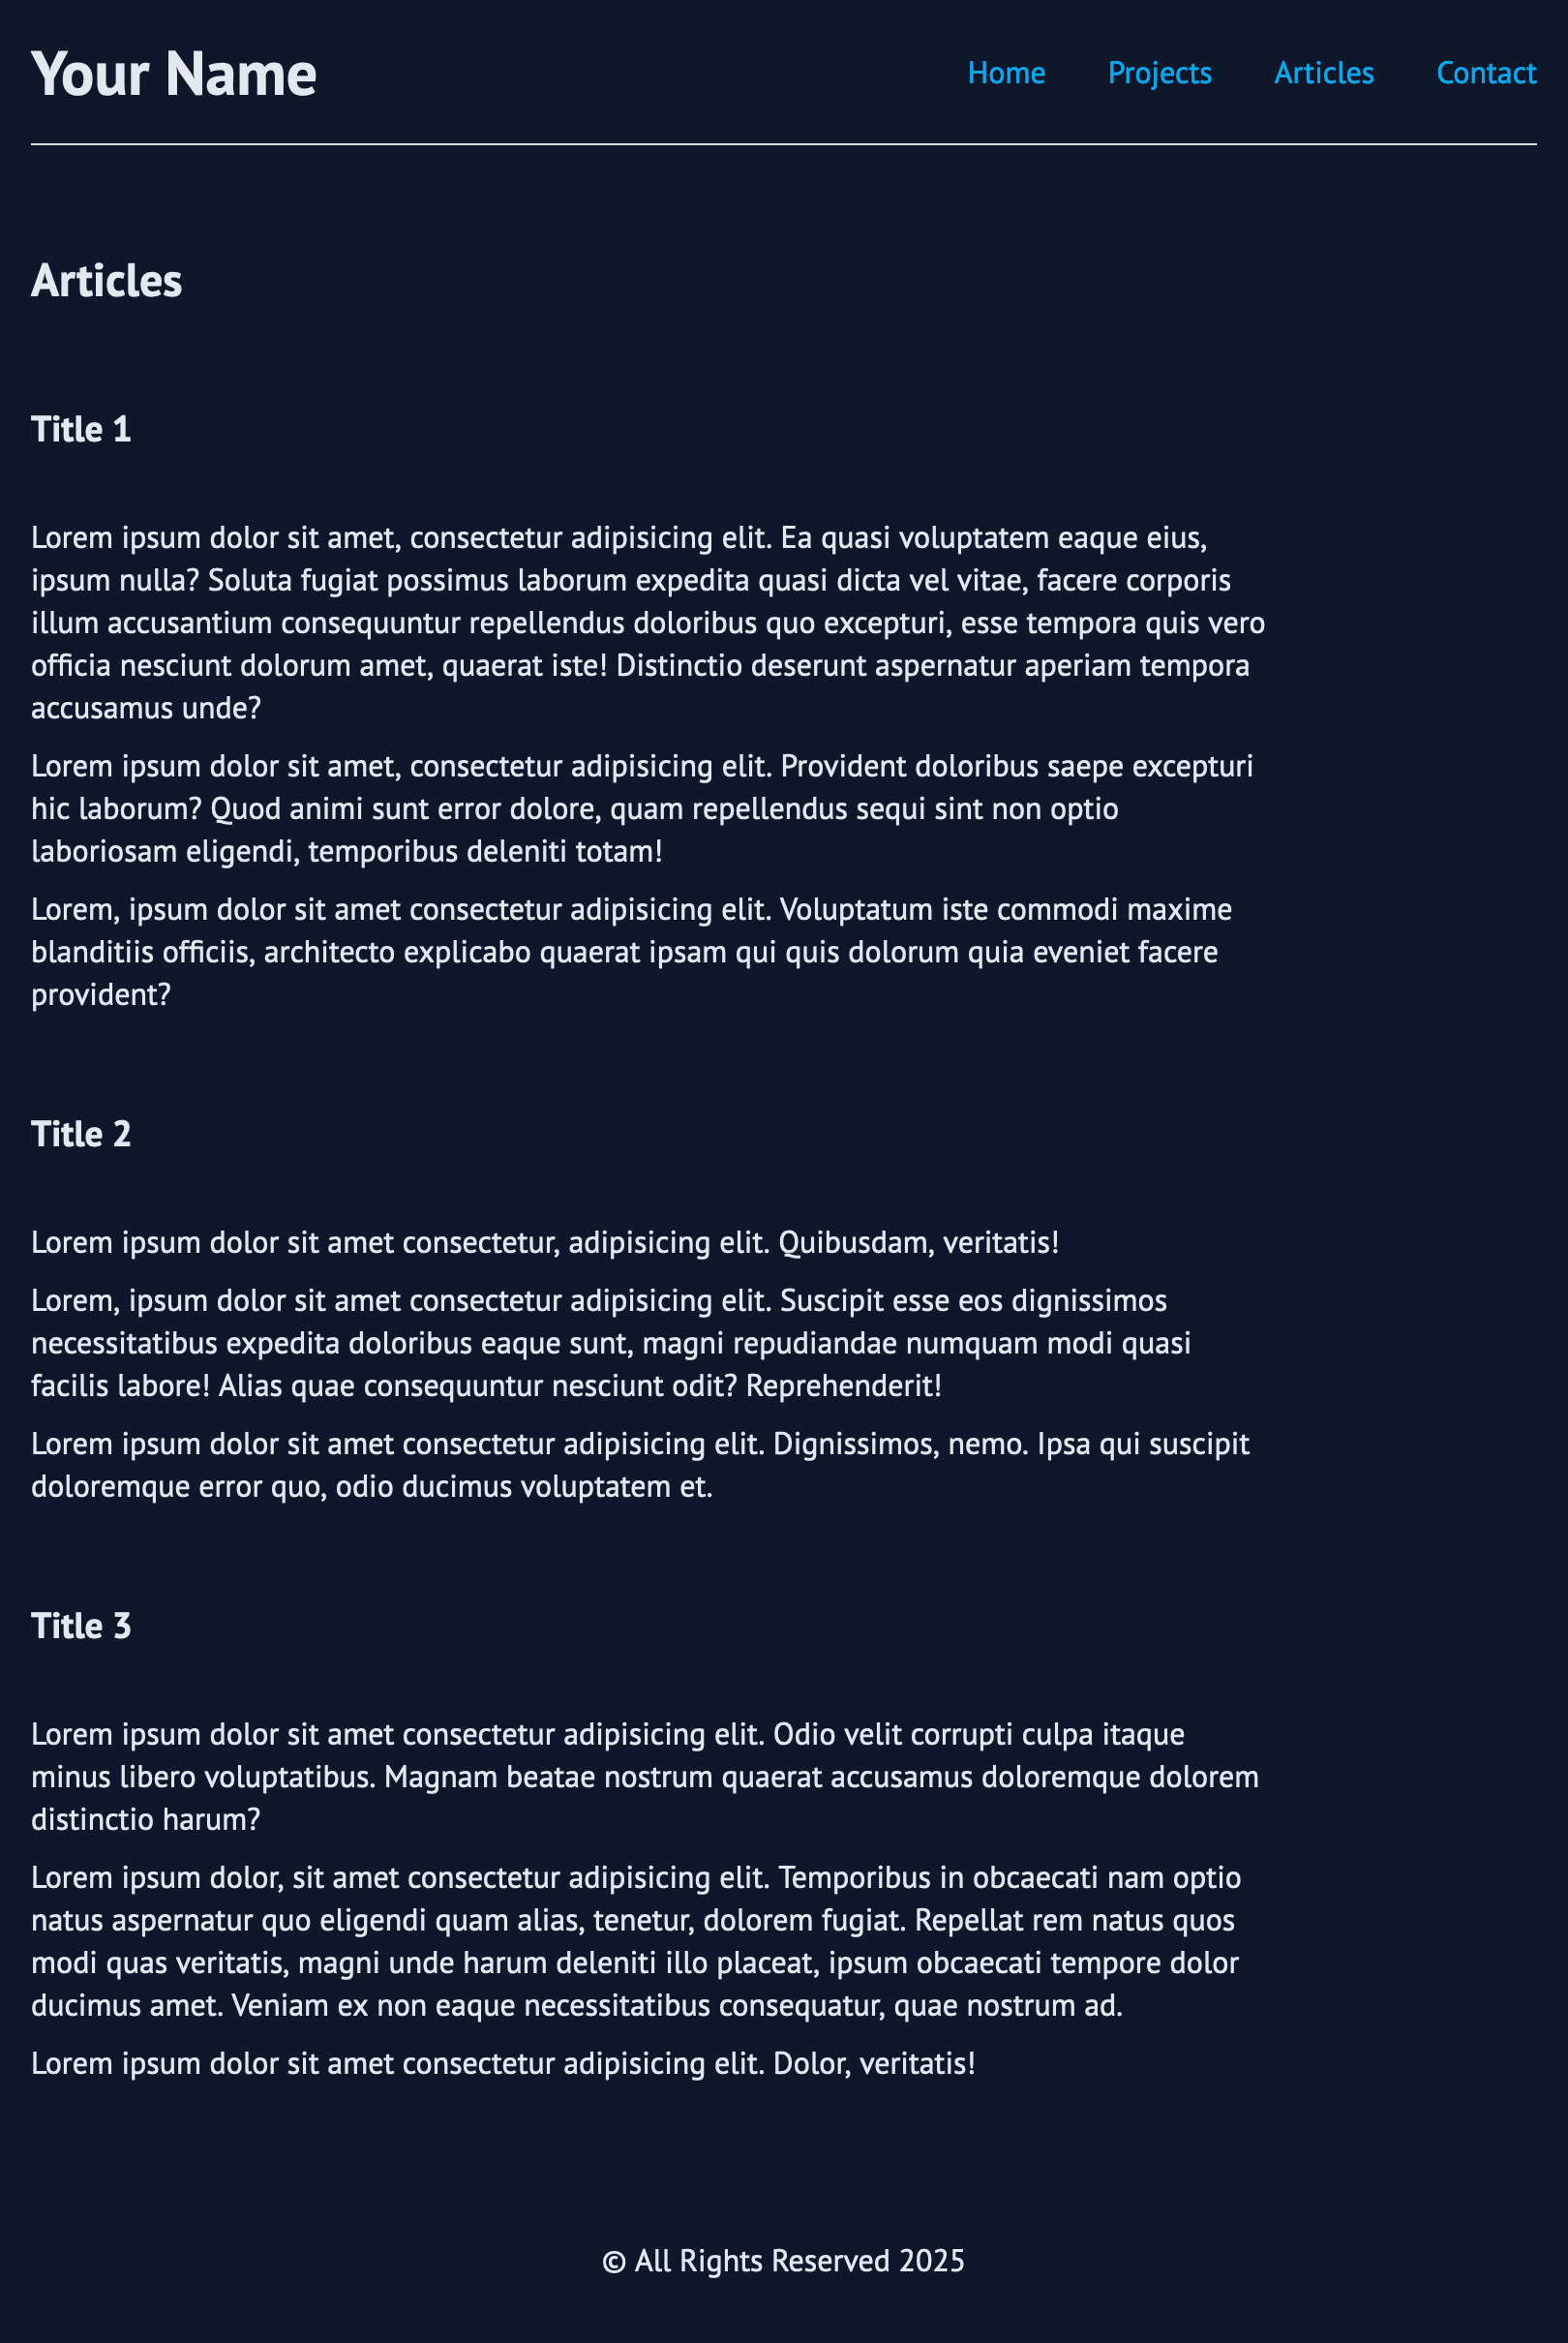 Your Name
Home Projects Articles Contact
Articles
Title 1
Lorem ipsum dolor sit amet, consectetur adipisicing elit. Ea quasi voluptatem eaque eius,
ipsum nulla? Soluta fugiat possimus laborum expedita quasi dicta vel vitae, facere corporis
illum accusantium consequuntur repellendus doloribus quo excepturi, esse tempora quis vero
officia nesciunt dolorum amet, quaerat iste! Distinctio deserunt aspernatur aperiam tempora
accusamus unde?
Lorem ipsum dolor sit amet, consectetur adipisicing elit. Provident doloribus saepe excepturi
hic laborum? Quod animi sunt error dolore, quam repellendus sequi sint non optio
laboriosam eligendi, temporibus deleniti totam!
Lorem, ipsum dolor sit amet consectetur adipisicing elit. Voluptatum iste commodi maxime
blanditiis officiis, architecto explicabo quaerat ipsam qui quis dolorum quia eveniet facere
provident?
Title 2
Lorem ipsum dolor sit amet consectetur, adipisicing elit. Quibusdam, veritatis!
Lorem, ipsum dolor sit amet consectetur adipisicing elit. Suscipit esse eos dignissimos
necessitatibus expedita doloribus eaque sunt, magni repudiandae numquam modi quasi
facilis labore! Alias quae consequuntur nesciunt odit? Reprehenderit!
Lorem ipsum dolor sit amet consectetur adipisicing elit. Dignissimos, nemo. Ipsa qui suscipit
doloremque error quo, odio ducimus voluptatem et.
Title 3
Lorem ipsum dolor sit amet consectetur adipisicing elit. Odio velit corrupti culpa itaque
minus libero voluptatibus. Magnam beatae nostrum quaerat accusamus doloremque dolorem
distinctio harum?
Lorem ipsum dolor, sit amet consectetur adipisicing elit. Temporibus in obcaecati nam optio
natus aspernatur quo eligendi quam alias, tenetur, dolorem fugiat. Repellat rem natus quos
modi quas veritatis, magni unde harum deleniti illo placeat, ipsum obcaecati tempore dolor
ducimus amet. Veniam ex non eaque necessitatibus consequatur, quae nostrum ad.
Lorem ipsum dolor sit amet consectetur adipisicing elit. Dolor, veritatis!
© All Rights Reserved 2025